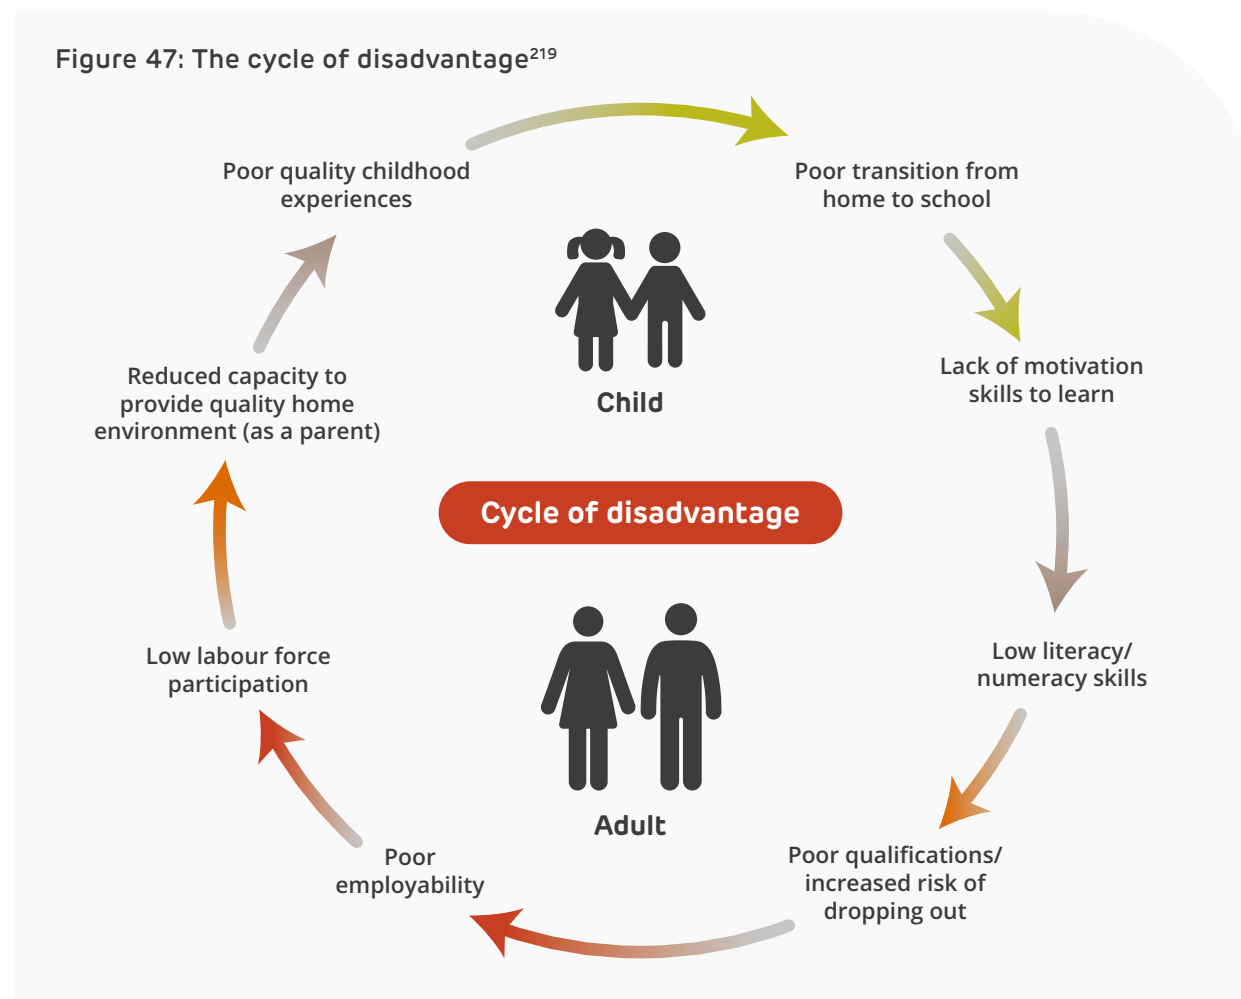 Figure 47: The cycle of disadvantage219
Poor quality childhood
experiences
Poor transition from
home to school
Lack of motivation
skills to learn
Low literacy/
numeracy skills
Poor qualifications/
increased risk of
dropping out
Poor
employability
Low labour force
participation
Reduced capacity to
provide quality home
environment (as a parent)
Child
Cycle of disadvantage
Adult